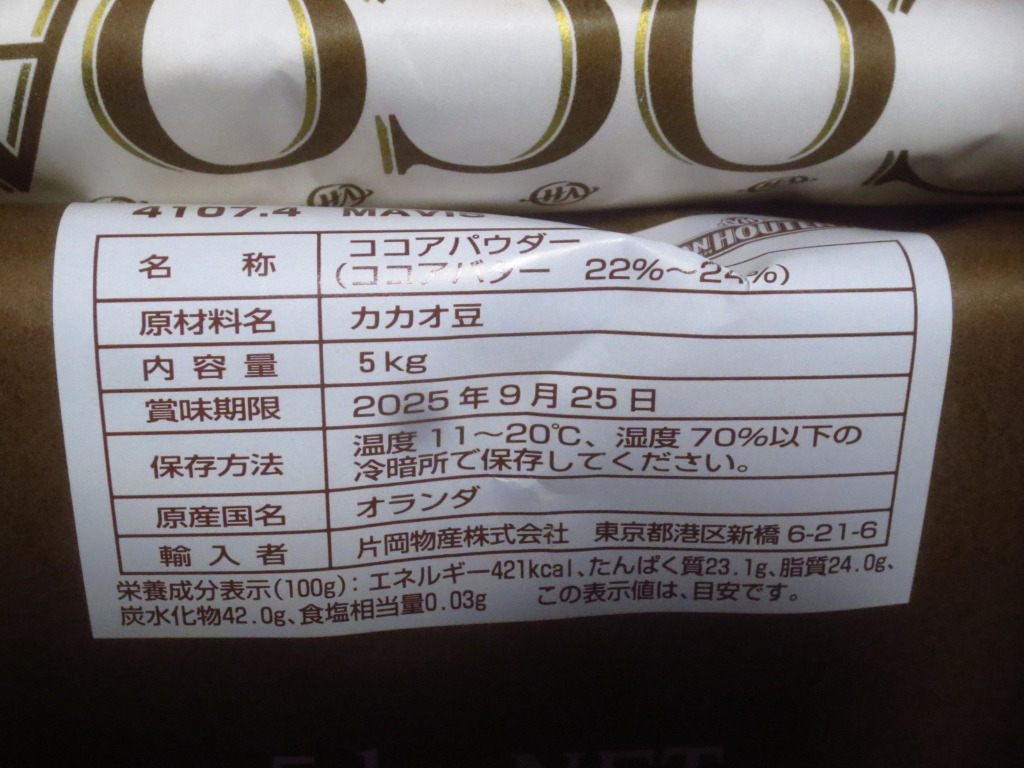 4107.4 MAVIS
名称 ココアパウダー
(ココアバター 22%～24%)
原材料名 カカオ豆
内容量 5kg
賞味期限 2025年9月25日
保存方法 温度 11～20℃、湿度 70%以下の
冷暗所で保存してください。
原産国名 オランダ
輸入者 片岡物産株式会社 東京都港区新橋 6-21-6
栄養成分表示(100g): エネルギー421kcal、たんぱく質23.1g、脂質24.0g、
炭水化物42.0g、食塩相当量0.03g この表示値は、目安です。